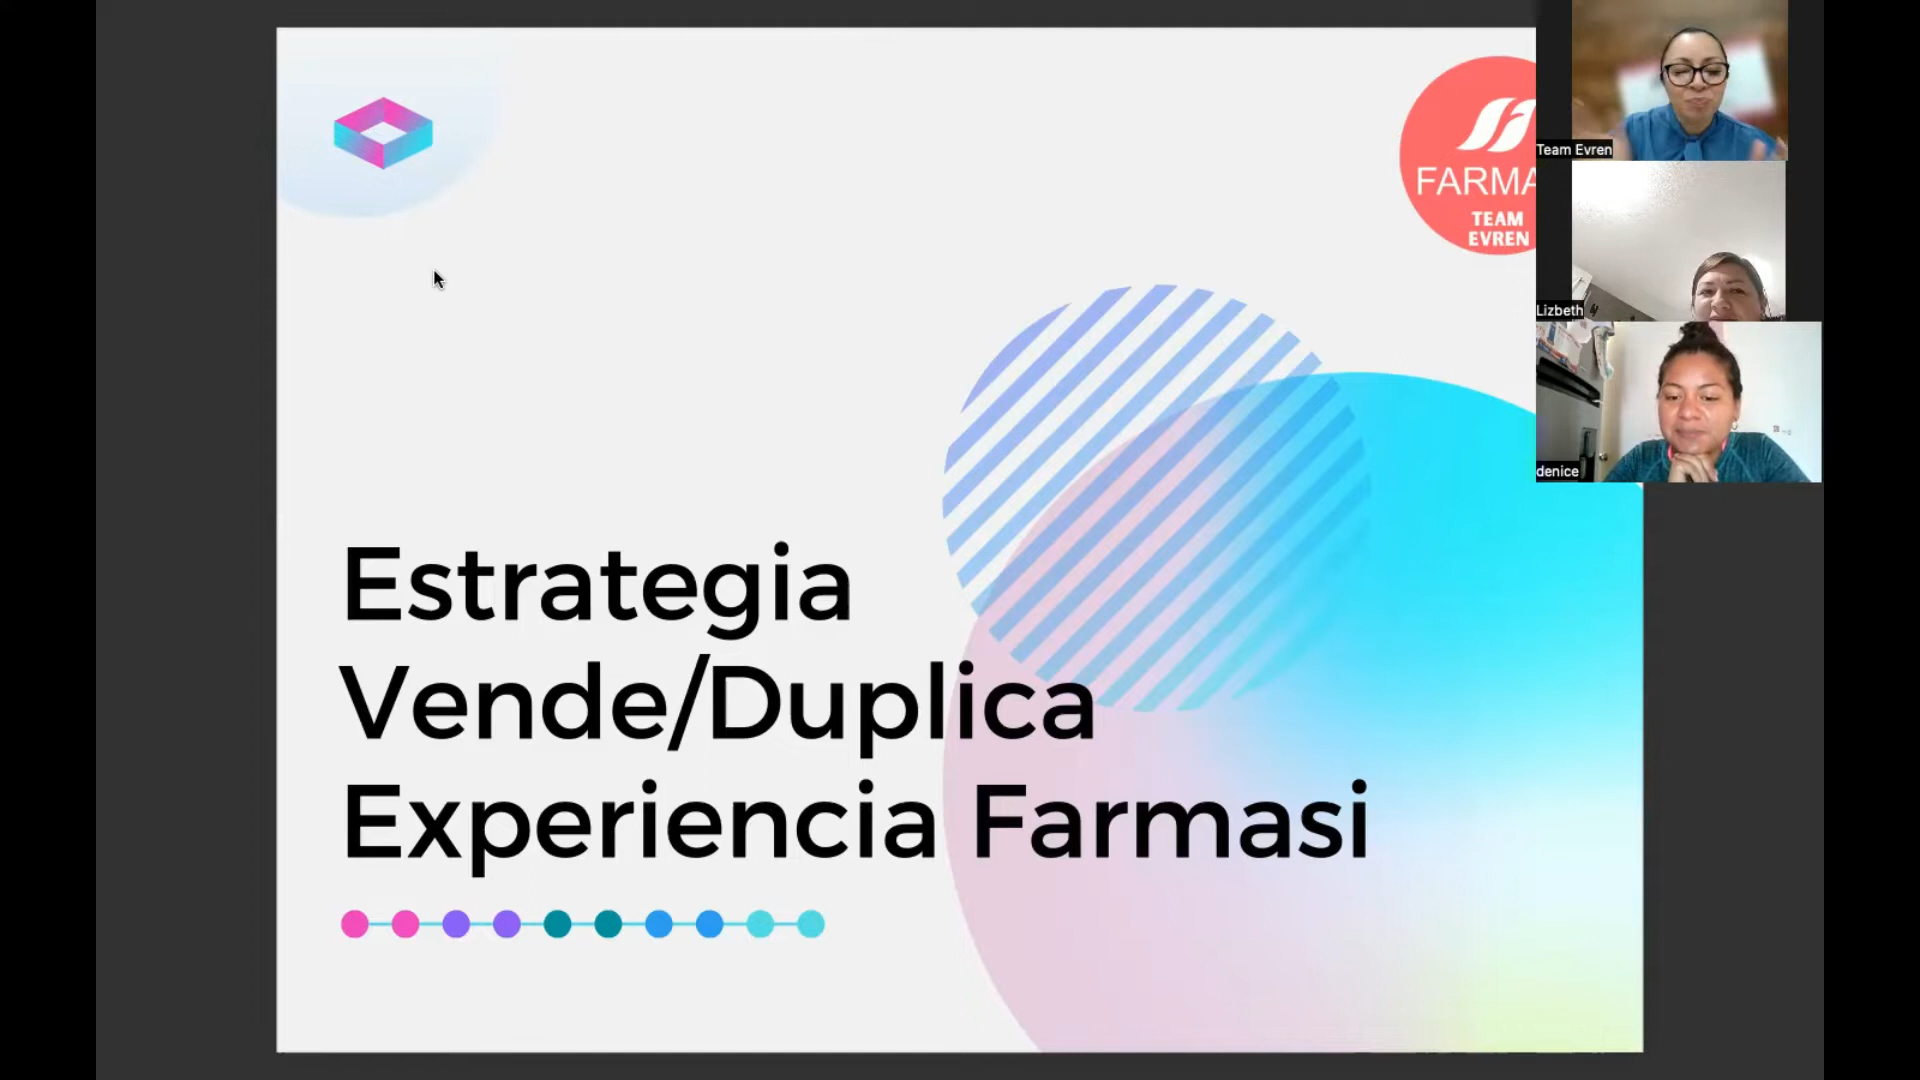 FARMA
TEAM
EVREN
Estrategia
Vende/Duplica
Experiencia Farmasi
Team Evren
Lizbeth
denice